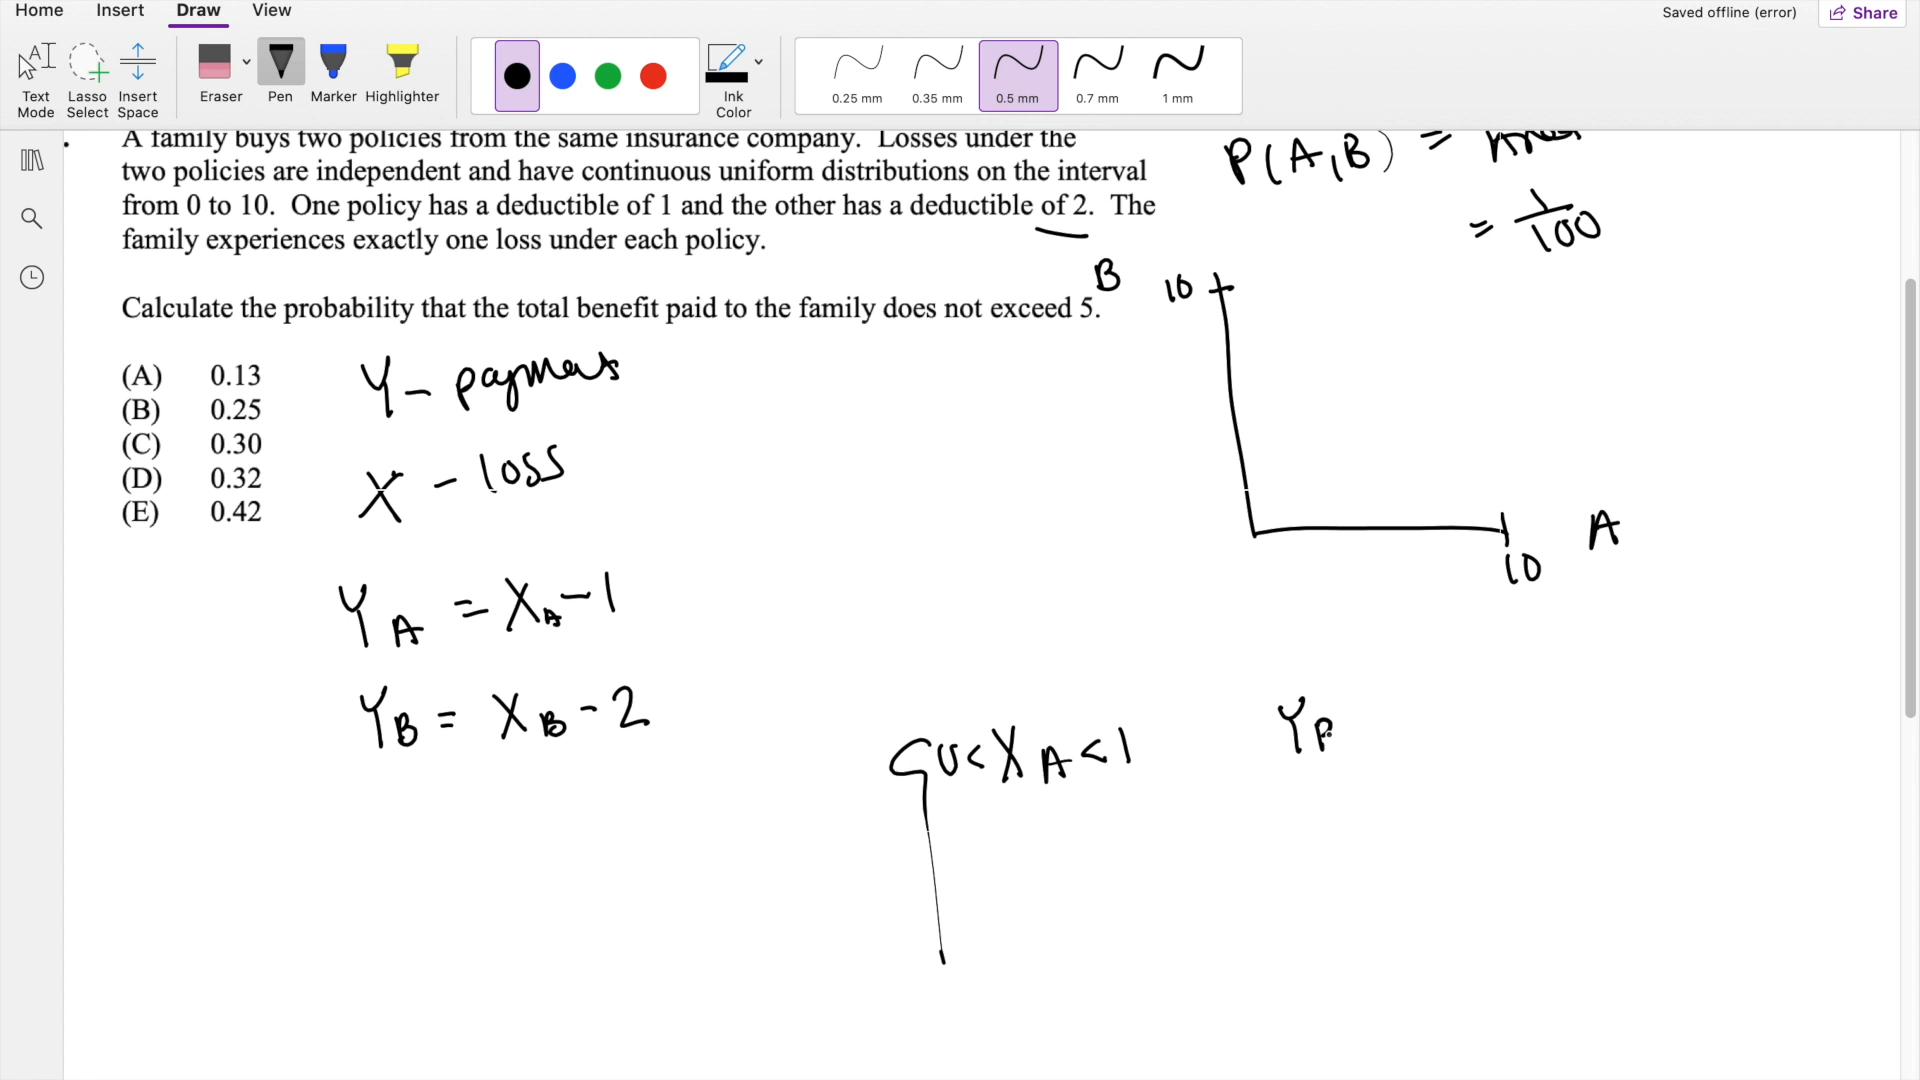 Home Insert Draw View Saved offline (error) Share
Text Mode Lasso Select Insert Space Eraser Pen Marker Highlighter Ink Color 0.25 mm 0.35 mm 0.5 mm 0.7 mm 1 mm
A family buys two policies from the same insurance company. Losses under the
two policies are independent and have continuous uniform distributions on the interval
from 0 to 10. One policy has a deductible of 1 and the other has a deductible of 2. The
family experiences exactly one loss under each policy.
Calculate the probability that the total benefit paid to the family does not exceed 5.
(A) 0.13
(B) 0.25
(C) 0.30
(D) 0.32
(E) 0.42
Y - payment
X - loss
Y_A = X_A - 1
Y_B = X_B - 2
P(A,B) =
= 1/100
B
10
A
10
0 < X_A < 1
Y